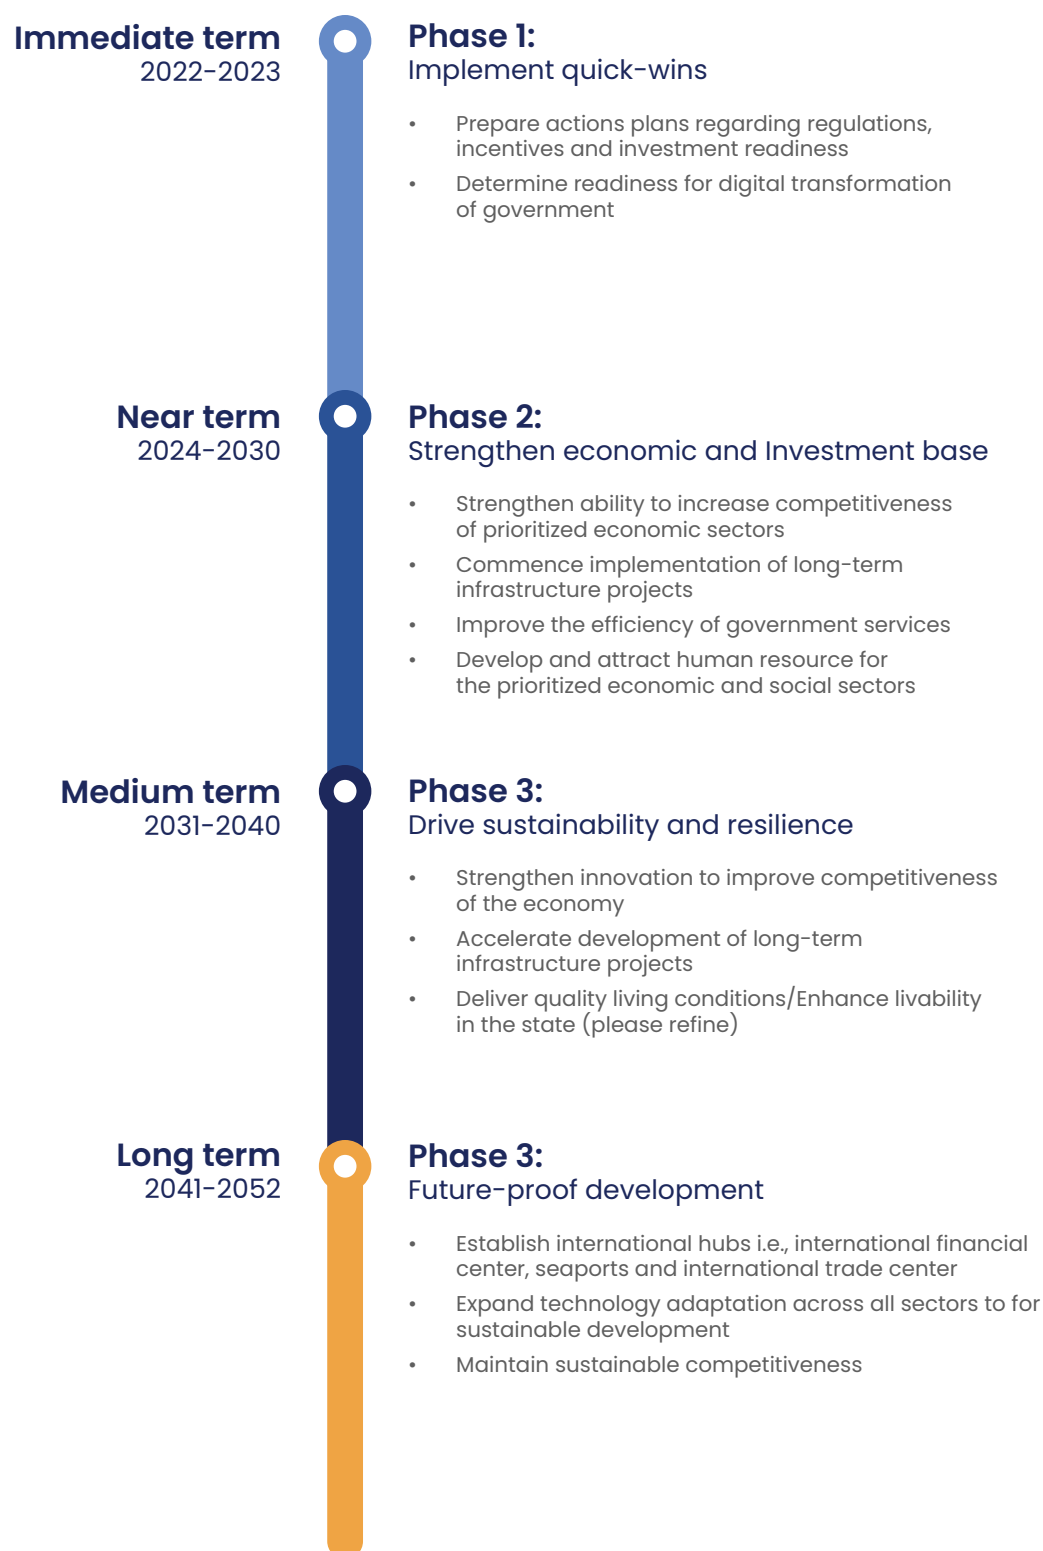 Immediate term
2022-2023
Phase 1:
Implement quick-wins
• Prepare actions plans regarding regulations,
incentives and investment readiness
• Determine readiness for digital transformation
of government
Near term
2024-2030
Phase 2:
Strengthen economic and Investment base
• Strengthen ability to increase competitiveness
of prioritized economic sectors
• Commence implementation of long-term
infrastructure projects
• Improve the efficiency of government services
• Develop and attract human resource for
the prioritized economic and social sectors
Medium term
2031-2040
Phase 3:
Drive sustainability and resilience
• Strengthen innovation to improve competitiveness
of the economy
• Accelerate development of long-term
infrastructure projects
• Deliver quality living conditions/Enhance livability
in the state (please refine)
Long term
2041-2052
Phase 3:
Future-proof development
• Establish international hubs i.e., international financial
center, seaports and international trade center
• Expand technology adaptation across all sectors to for
sustainable development
• Maintain sustainable competitiveness